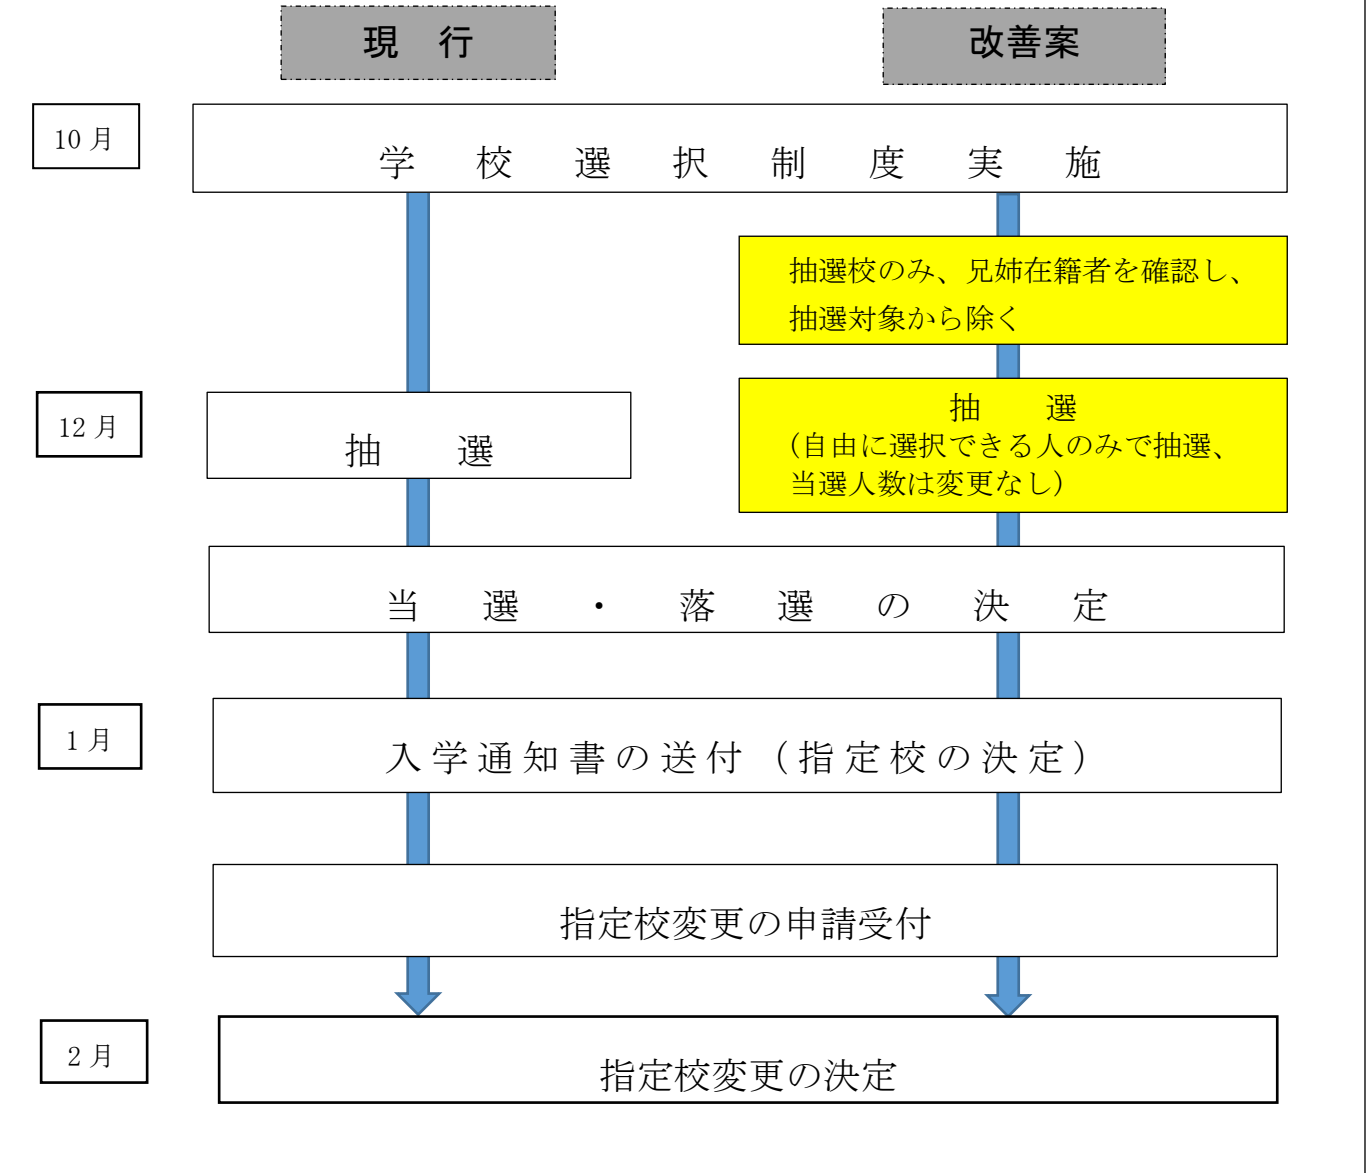 現　行
改善案
10 月
学　校　選　択　制　度　実　施
抽選校のみ、兄姉在籍者を確認し、
抽選対象から除く
12 月
抽　選
抽　選
（自由に選択できる人のみで抽選、
当選人数は変更なし）
当　選　・　落　選　の　決　定
1 月
入学通知書の送付（指定校の決定）
指定校変更の申請受付
2 月
指定校変更の決定